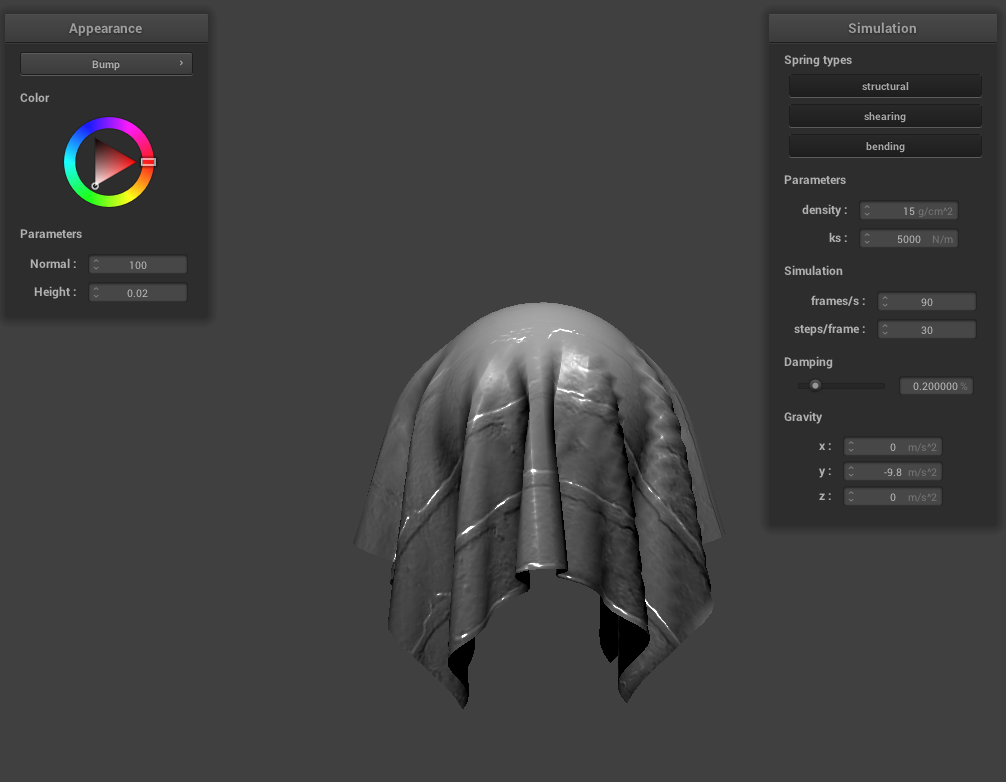 Appearance
Bump
Color
Parameters
Normal :
100
Height :
0.02
Simulation
Spring types
structural
shearing
bending
Parameters
density :
15 g/cm^2
ks :
5000 N/m
Simulation
frames/s :
90
steps/frame :
30
Damping
0.200000 %
Gravity
x :
0 m/s^2
y :
-9.8 m/s^2
z :
0 m/s^2